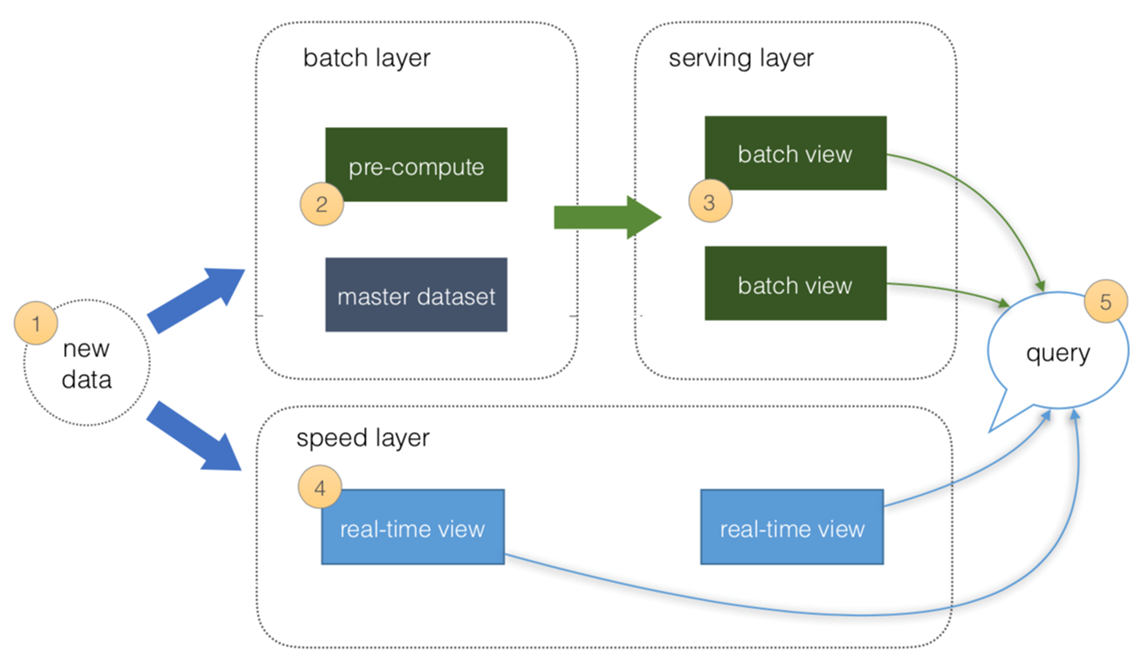 batch layer
pre-compute
2
master dataset
serving layer
batch view
3
batch view
1
new
data
5
query
speed layer
4
real-time view
real-time view